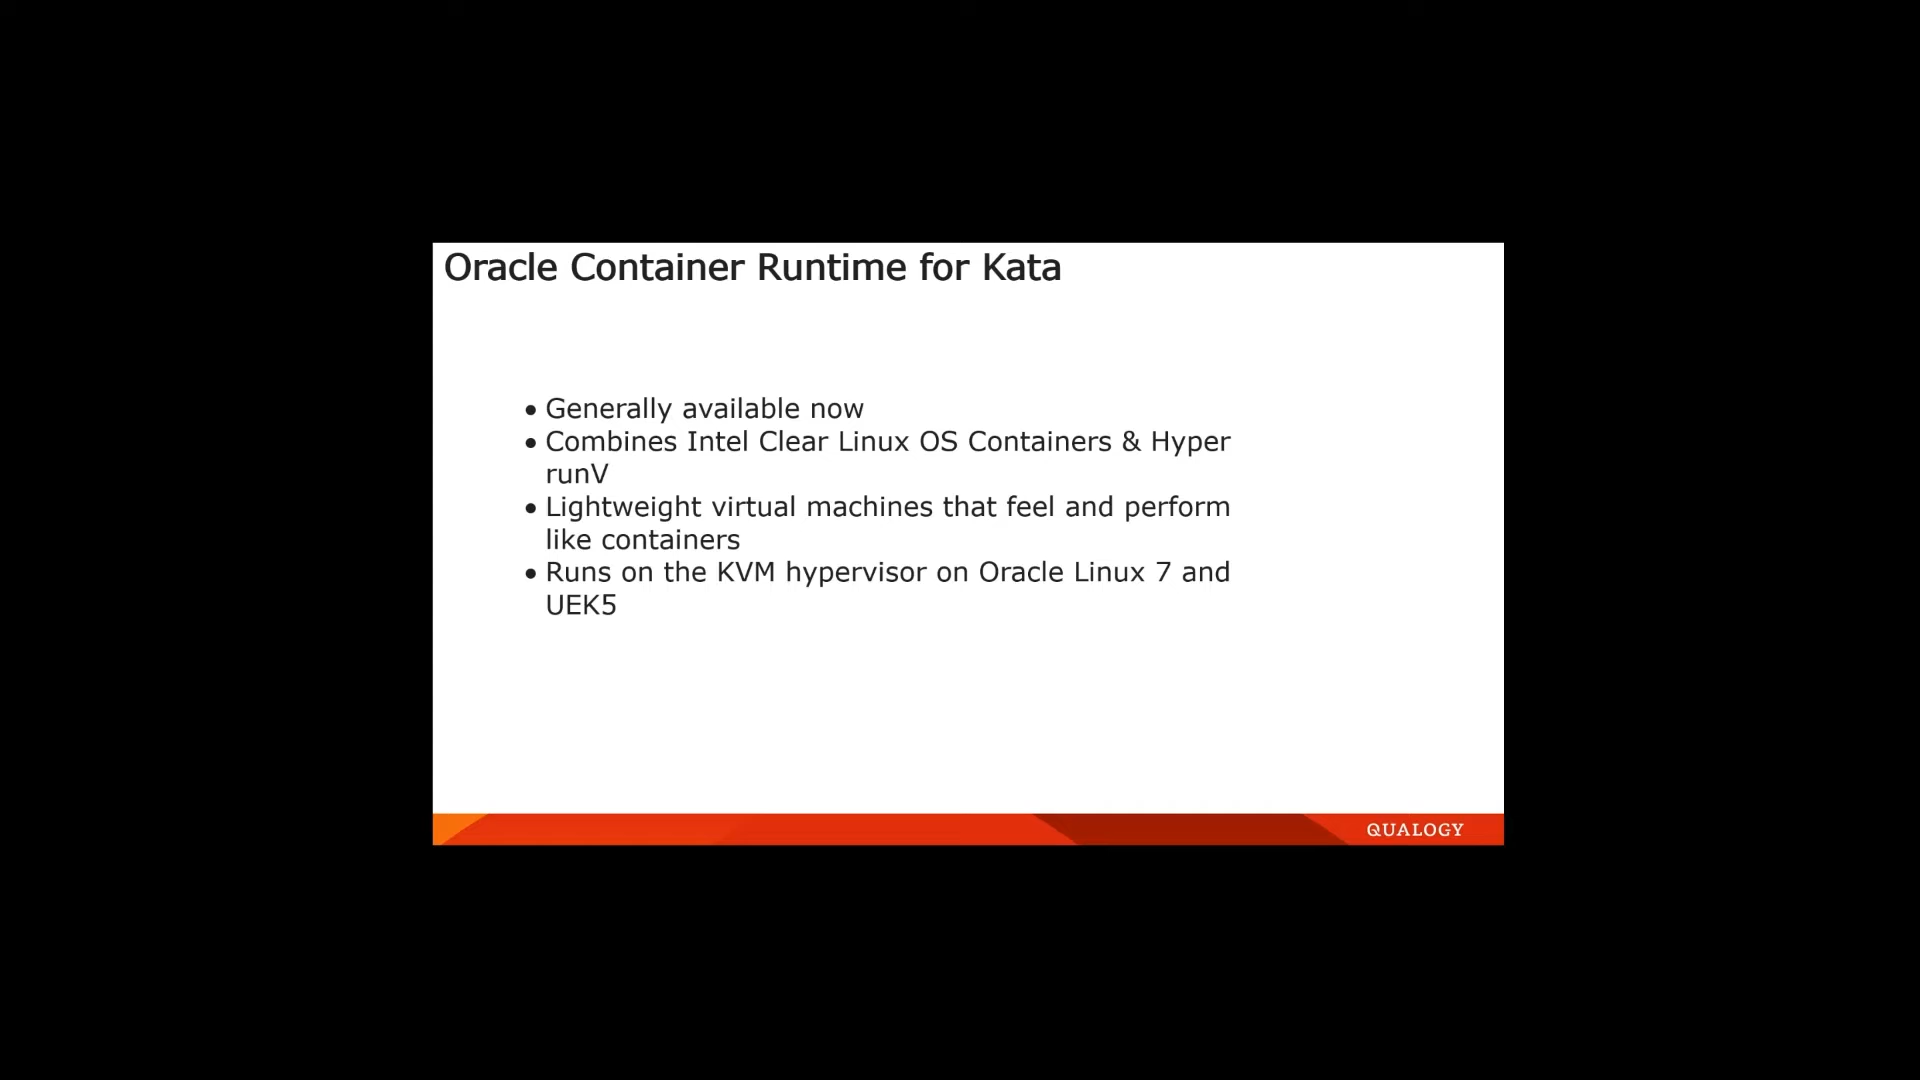 Oracle Container Runtime for Kata
• Generally available now
• Combines Intel Clear Linux OS Containers & Hyper
runV
• Lightweight virtual machines that feel and perform
like containers
• Runs on the KVM hypervisor on Oracle Linux 7 and
UEK5
QUALOGY